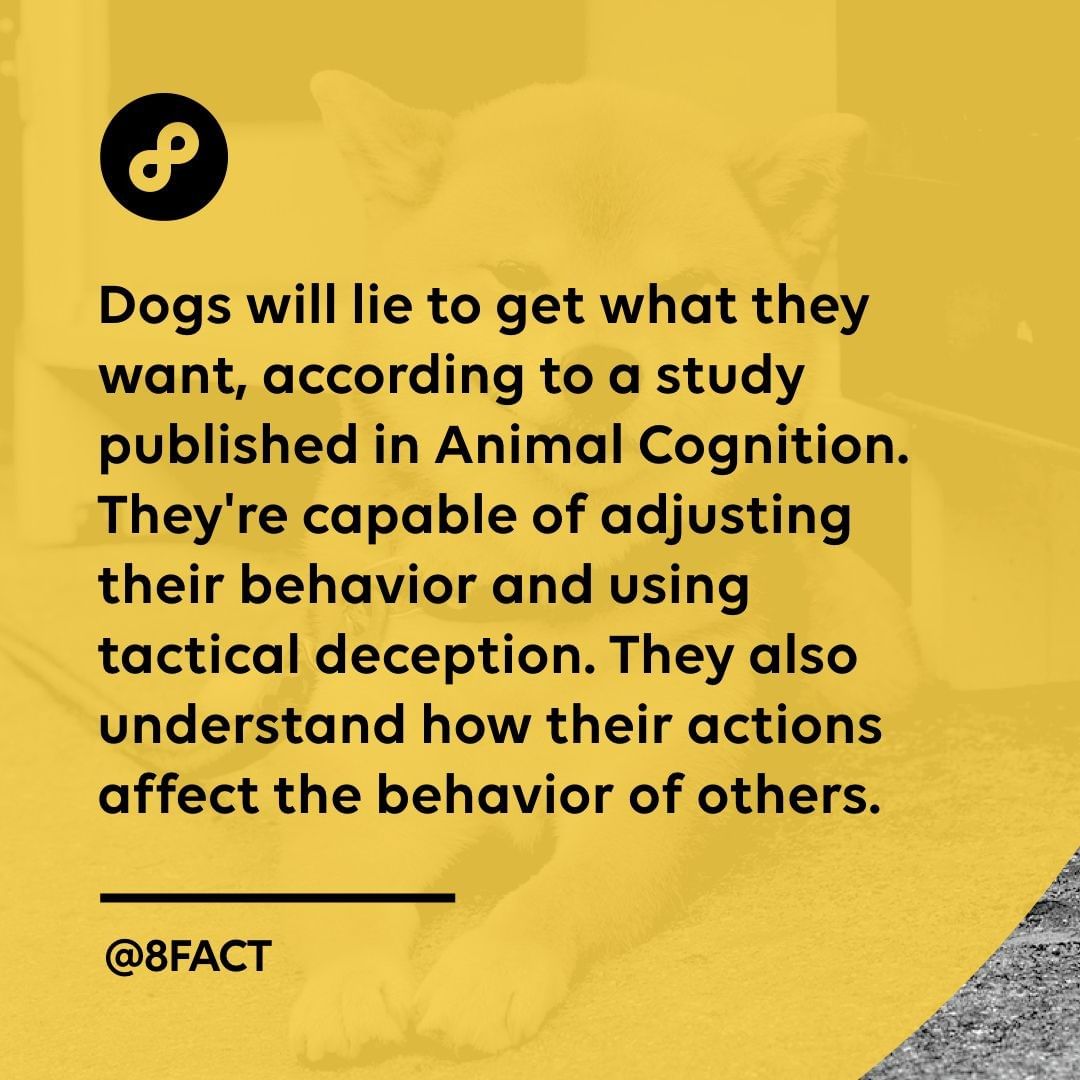 Dogs will lie to get what they
want, according to a study
published in Animal Cognition.
They're capable of adjusting
their behavior and using
tactical deception. They also
understand how their actions
affect the behavior of others.
@8FACT